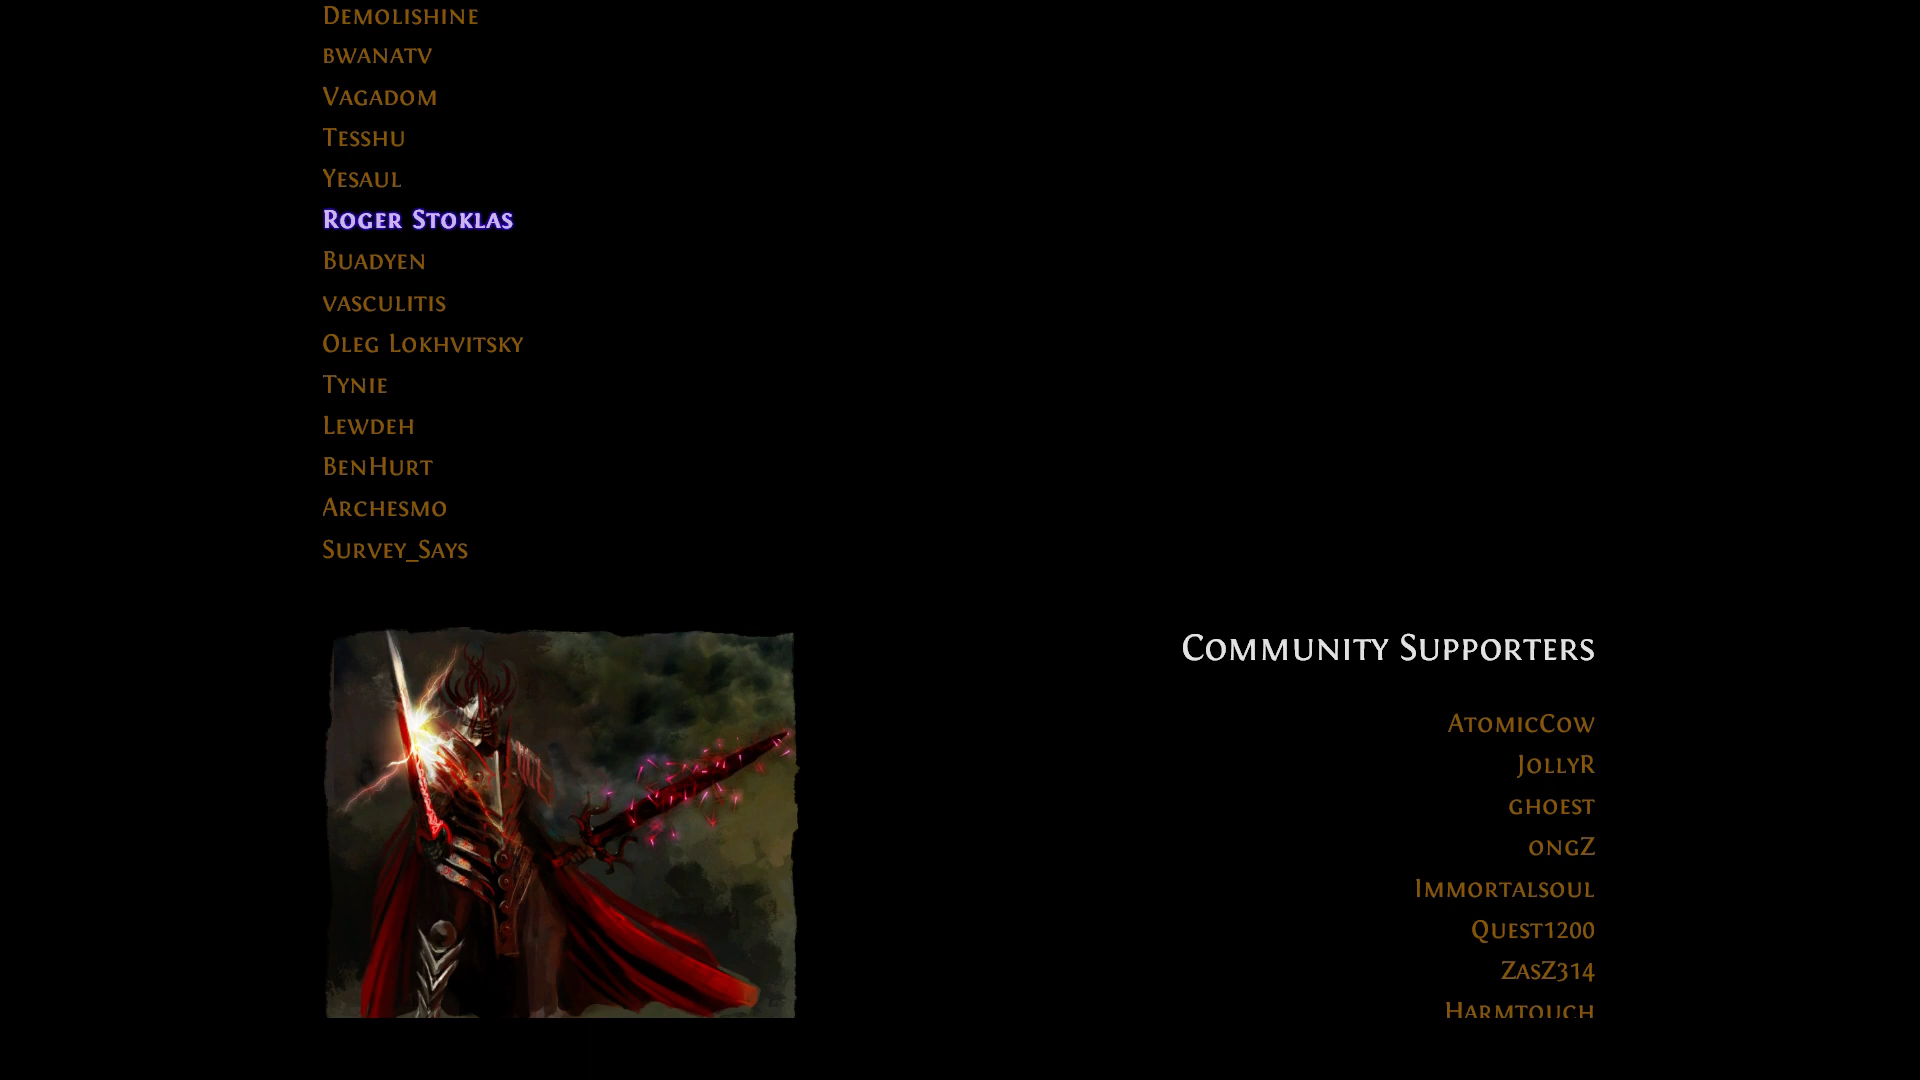 Demolishine
bwanatv
Vagadom
Tesshu
Yesaul
Roger Stoklas
Buadyen
vasculitis
Oleg Lokhvitsky
Tynie
Lewdeh
BenHurt
Archesmo
Survey_Says
Community Supporters
AtomicCow
JollyR
ghoest
ongZ
Immortalsoul
Quest1200
ZasZ314
Harmtouch